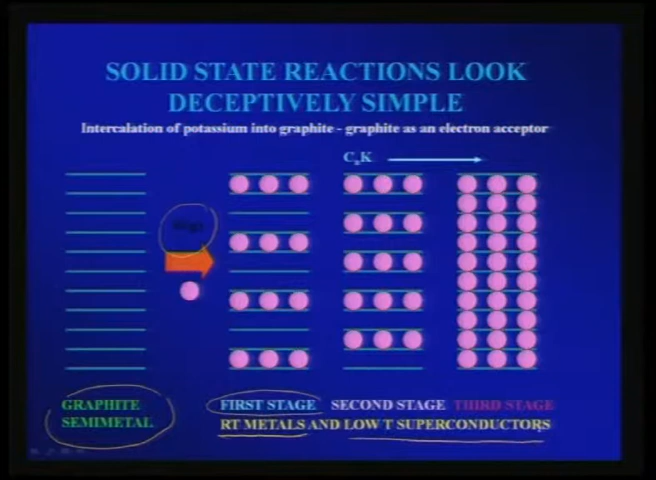 SOLID STATE REACTIONS LOOK
DECEPTIVELY SIMPLE
Intercalation of potassium into graphite - graphite as an electron acceptor
CₙK
GRAPHITE
SEMIMETAL
FIRST STAGE SECOND STAGE THIRD STAGE
RT METALS AND LOW T SUPERCONDUCTORS